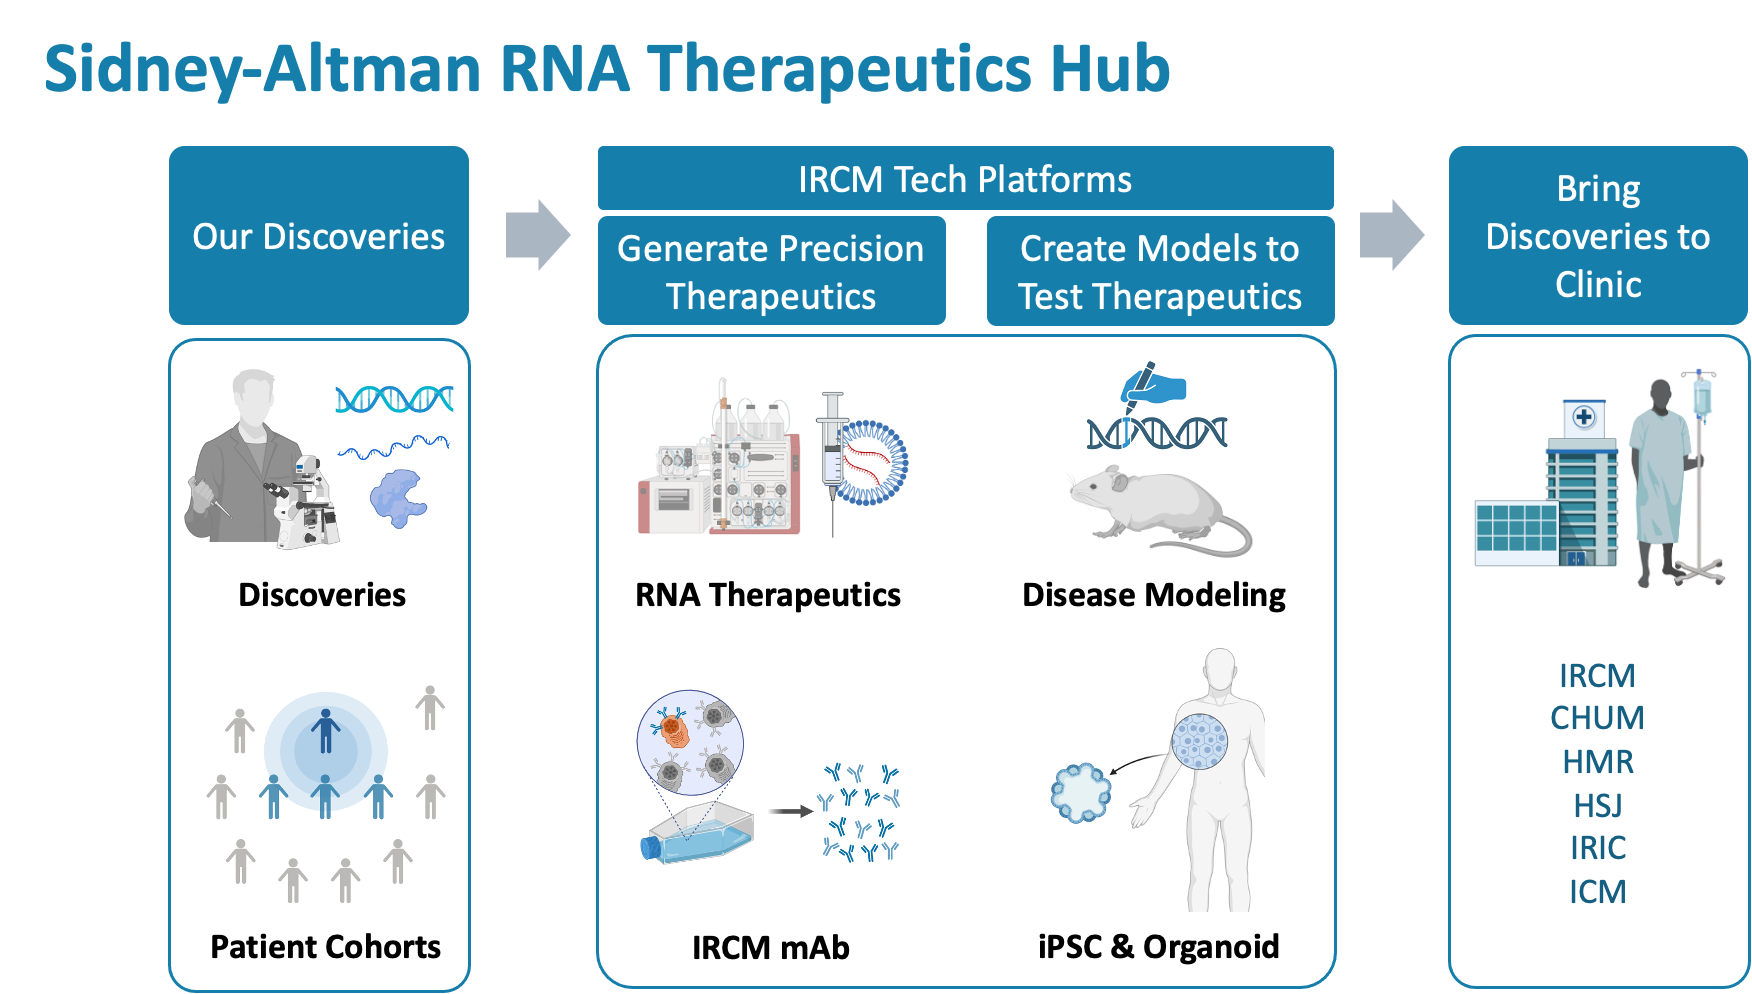 Sidney-Altman RNA Therapeutics Hub
Our Discoveries
IRCM Tech Platforms
Generate Precision
Therapeutics
Create Models to
Test Therapeutics
Bring
Discoveries to
Clinic
Discoveries
Patient Cohorts
RNA Therapeutics
Disease Modeling
IRCM mAb
iPSC & Organoid
IRCM
CHUM
HMR
HSJ
IRIC
ICM